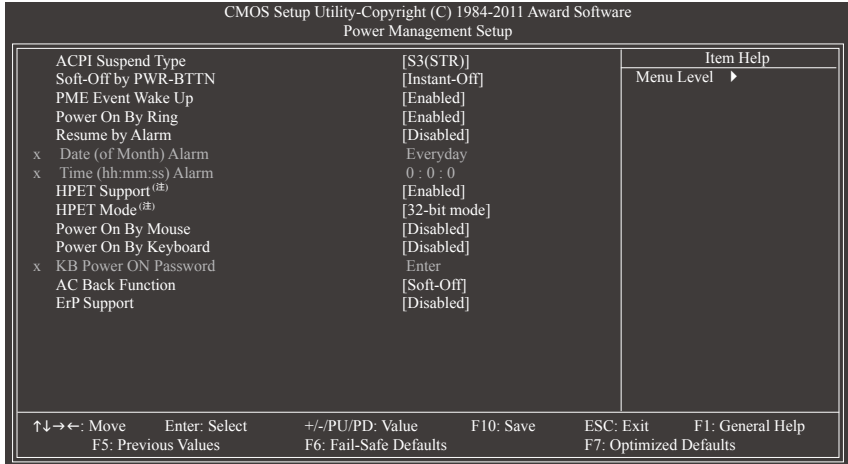 CMOS Setup Utility-Copyright (C) 1984-2011 Award Software
Power Management Setup
ACPI Suspend Type [S3(STR)]
Soft-Off by PWR-BTTN [Instant-Off]
PME Event Wake Up [Enabled]
Power On By Ring [Enabled]
Resume by Alarm [Disabled]
x Date (of Month) Alarm Everyday
x Time (hh:mm:ss) Alarm 0 : 0 : 0
HPET Support (注) [Enabled]
HPET Mode (注) [32-bit mode]
Power On By Mouse [Disabled]
Power On By Keyboard [Disabled]
x KB Power ON Password Enter
AC Back Function [Soft-Off]
ErP Support [Disabled]
Item Help
Menu Level ▶
↑↓→←: Move Enter: Select +/-/PU/PD: Value F10: Save ESC: Exit F1: General Help
F5: Previous Values F6: Fail-Safe Defaults F7: Optimized Defaults